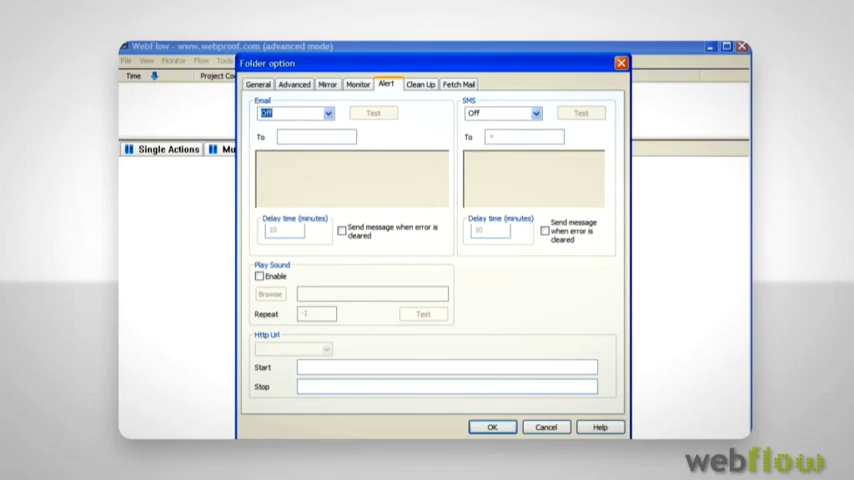 WebFlow - www.webproof.com (advanced mode)
File View Monitor Flow Tools
Folder option
Time Project Co
General Advanced Mirror Monitor Alert Clean Up Fetch Mail
Email SMS
Off Test Off Test
To To +
Single Actions Mu
Delay time (minutes) Delay time (minutes)
10 Send message when error is cleared 10 Send message when error is cleared
Play Sound
Enable
Browse
Repeat -1 Test
Http Url
Start
Stop
OK Cancel Help
webflow